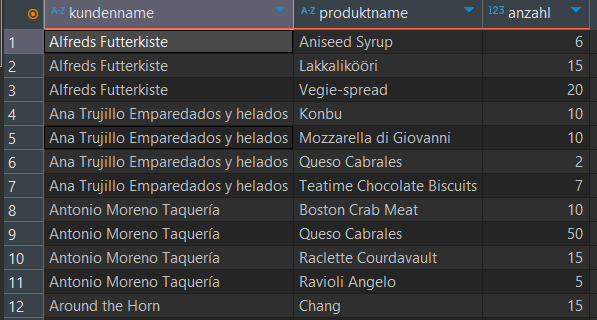 A-Z kundenname A-Z produktname 123 anzahl
1 Alfreds Futterkiste Aniseed Syrup 6
2 Alfreds Futterkiste Lakkalikööri 15
3 Alfreds Futterkiste Vegie-spread 20
4 Ana Trujillo Emparedados y helados Konbu 10
5 Ana Trujillo Emparedados y helados Mozzarella di Giovanni 10
6 Ana Trujillo Emparedados y helados Queso Cabrales 2
7 Ana Trujillo Emparedados y helados Teatime Chocolate Biscuits 7
8 Antonio Moreno Taquería Boston Crab Meat 10
9 Antonio Moreno Taquería Queso Cabrales 50
10 Antonio Moreno Taquería Raclette Courdavault 15
11 Antonio Moreno Taquería Ravioli Angelo 5
12 Around the Horn Chang 15